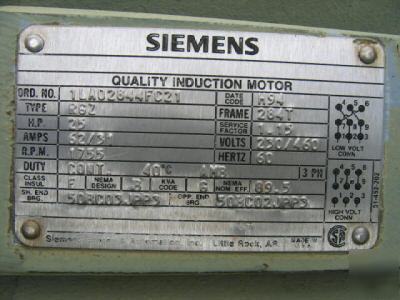 SIEMENS
QUALITY INDUCTION MOTOR
ORD. NO. 1LA02844FC21 DATE CODE H94
TYPE RGZ FRAME 284T
H.P. 25 SERVICE FACTOR 1.15
AMPS 62/31 VOLTS 230/460
R.P.M. 1755 HERTZ 60
DUTY CONT 40°C AMB 3 PH
CLASS INSUL F NEMA DESIGN B KVA CODE G NEMA NOM EFF 89.5
SH. END BRG. 50BC03JPP3 OPP. END BRG. 50BC02JPP3
LOW VOLT CONN
HIGH VOLT CONN
Little Rock, AR. MADE IN U.S.A.